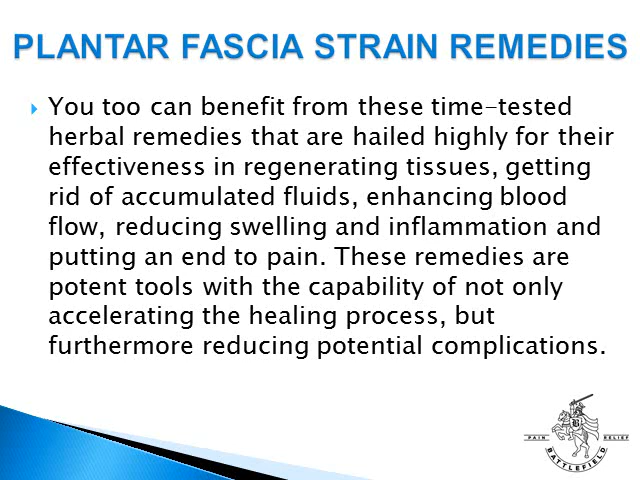 PLANTAR FASCIA STRAIN REMEDIES
You too can benefit from these time-tested
herbal remedies that are hailed highly for their
effectiveness in regenerating tissues, getting
rid of accumulated fluids, enhancing blood
flow, reducing swelling and inflammation and
putting an end to pain. These remedies are
potent tools with the capability of not only
accelerating the healing process, but
furthermore reducing potential complications.
B
PAIN RELIEF
BATTLEFIELD